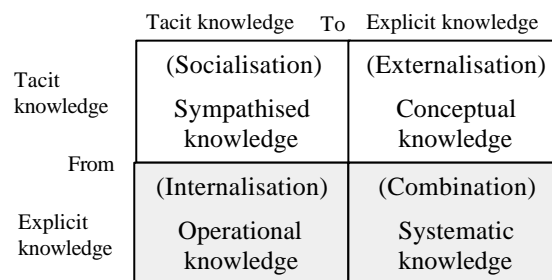 Tacit knowledge To Explicit knowledge
Tacit
knowledge
(Socialisation)
Sympathised
knowledge
(Externalisation)
Conceptual
knowledge
From
Explicit
knowledge
(Internalisation)
Operational
knowledge
(Combination)
Systematic
knowledge